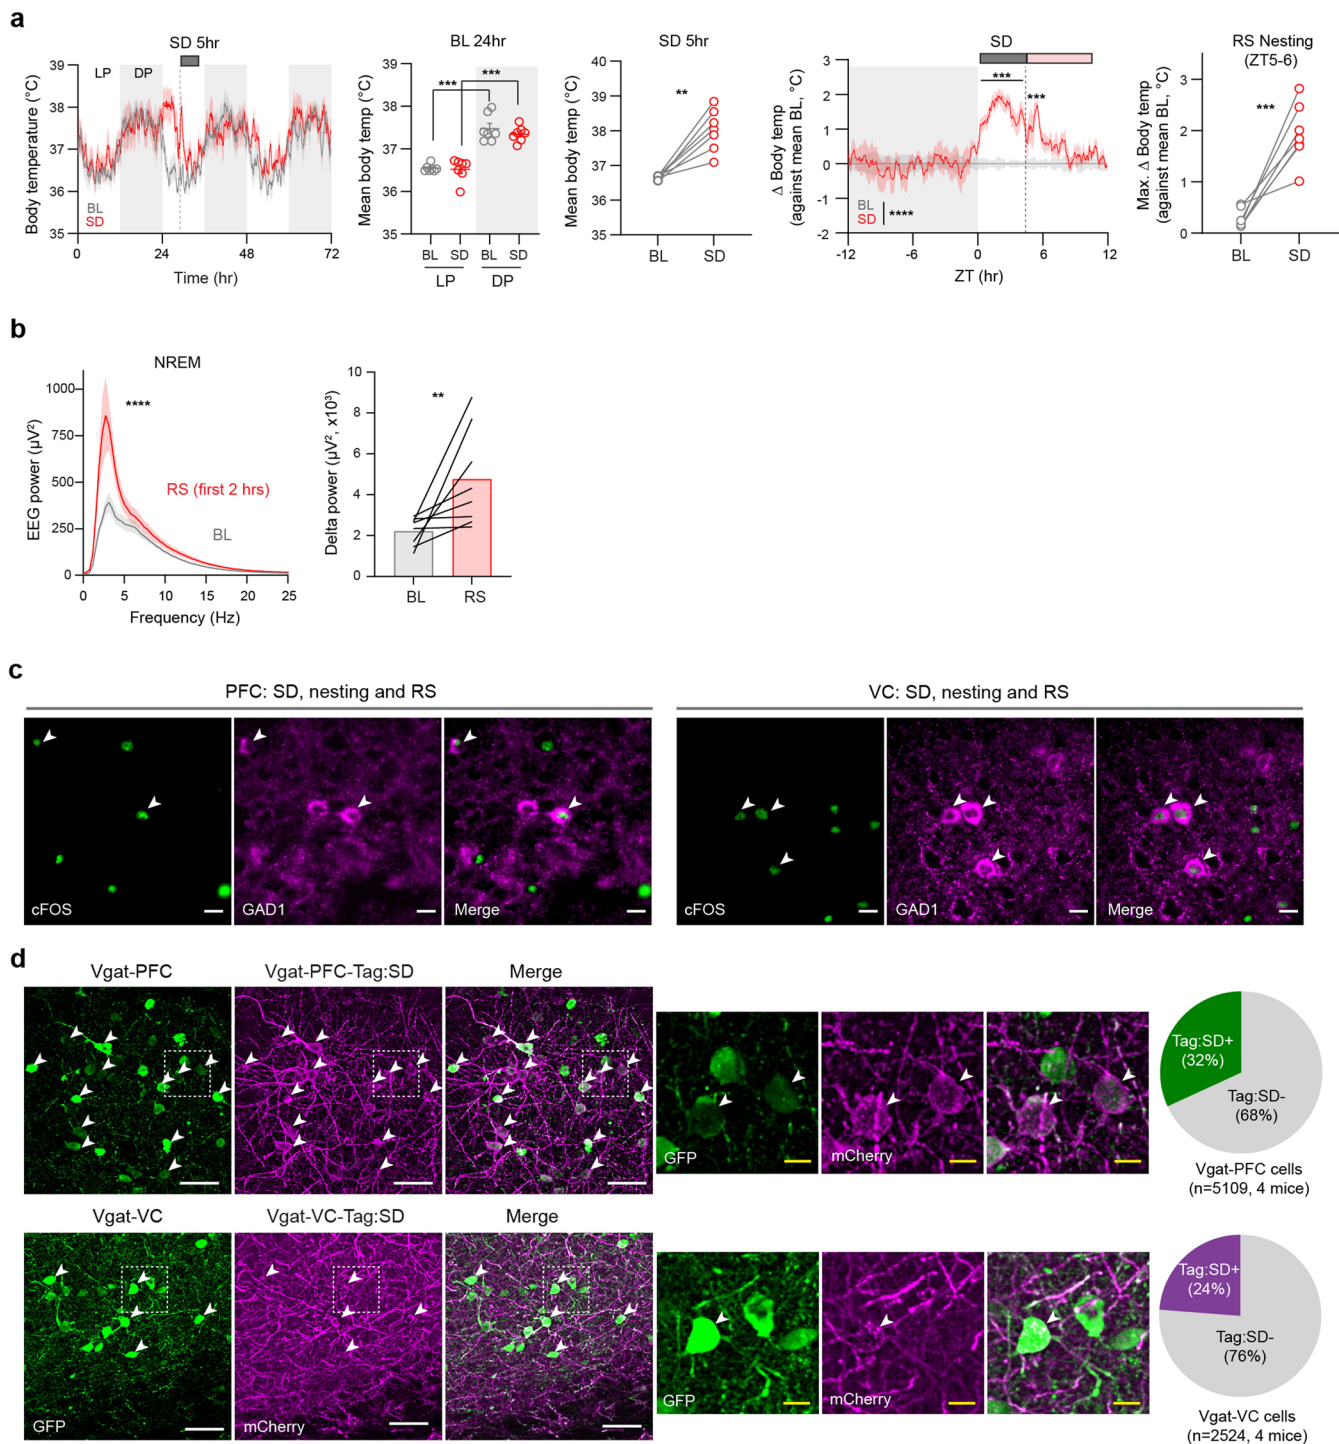 a
SD 5hr
LP
DP
Body temperature (°C)
39
38
37
36
35
BL
SD
0
24
48
72
Time (hr)
BL 24hr
***
***
Mean body temp (°C)
40
39
38
37
36
35
BL
SD
BL
SD
LP
DP
SD 5hr
**
Mean body temp (°C)
40
39
38
37
36
35
BL
SD
SD
***
***
Δ Body temp
(against mean BL, °C)
3
2
1
0
-1
-2
BL
SD
****
-12
-6
0
6
12
ZT (hr)
RS Nesting
(ZT5-6)
***
Max. Δ Body temp
(against mean BL, °C)
3
2
1
0
BL
SD
b
NREM
****
EEG power (µV²)
1000
750
500
250
0
RS (first 2 hrs)
BL
0
5
10
15
20
25
Frequency (Hz)
**
Delta power (µV², x10³)
10
8
6
4
2
0
BL
RS
c
PFC: SD, nesting and RS
cFOS
GAD1
Merge
VC: SD, nesting and RS
cFOS
GAD1
Merge
d
Vgat-PFC
Vgat-PFC-Tag:SD
Merge
GFP
mCherry
Tag:SD+
(32%)
Tag:SD-
(68%)
Vgat-PFC cells
(n=5109, 4 mice)
Vgat-VC
Vgat-VC-Tag:SD
Merge
GFP
mCherry
GFP
mCherry
Tag:SD+
(24%)
Tag:SD-
(76%)
Vgat-VC cells
(n=2524, 4 mice)